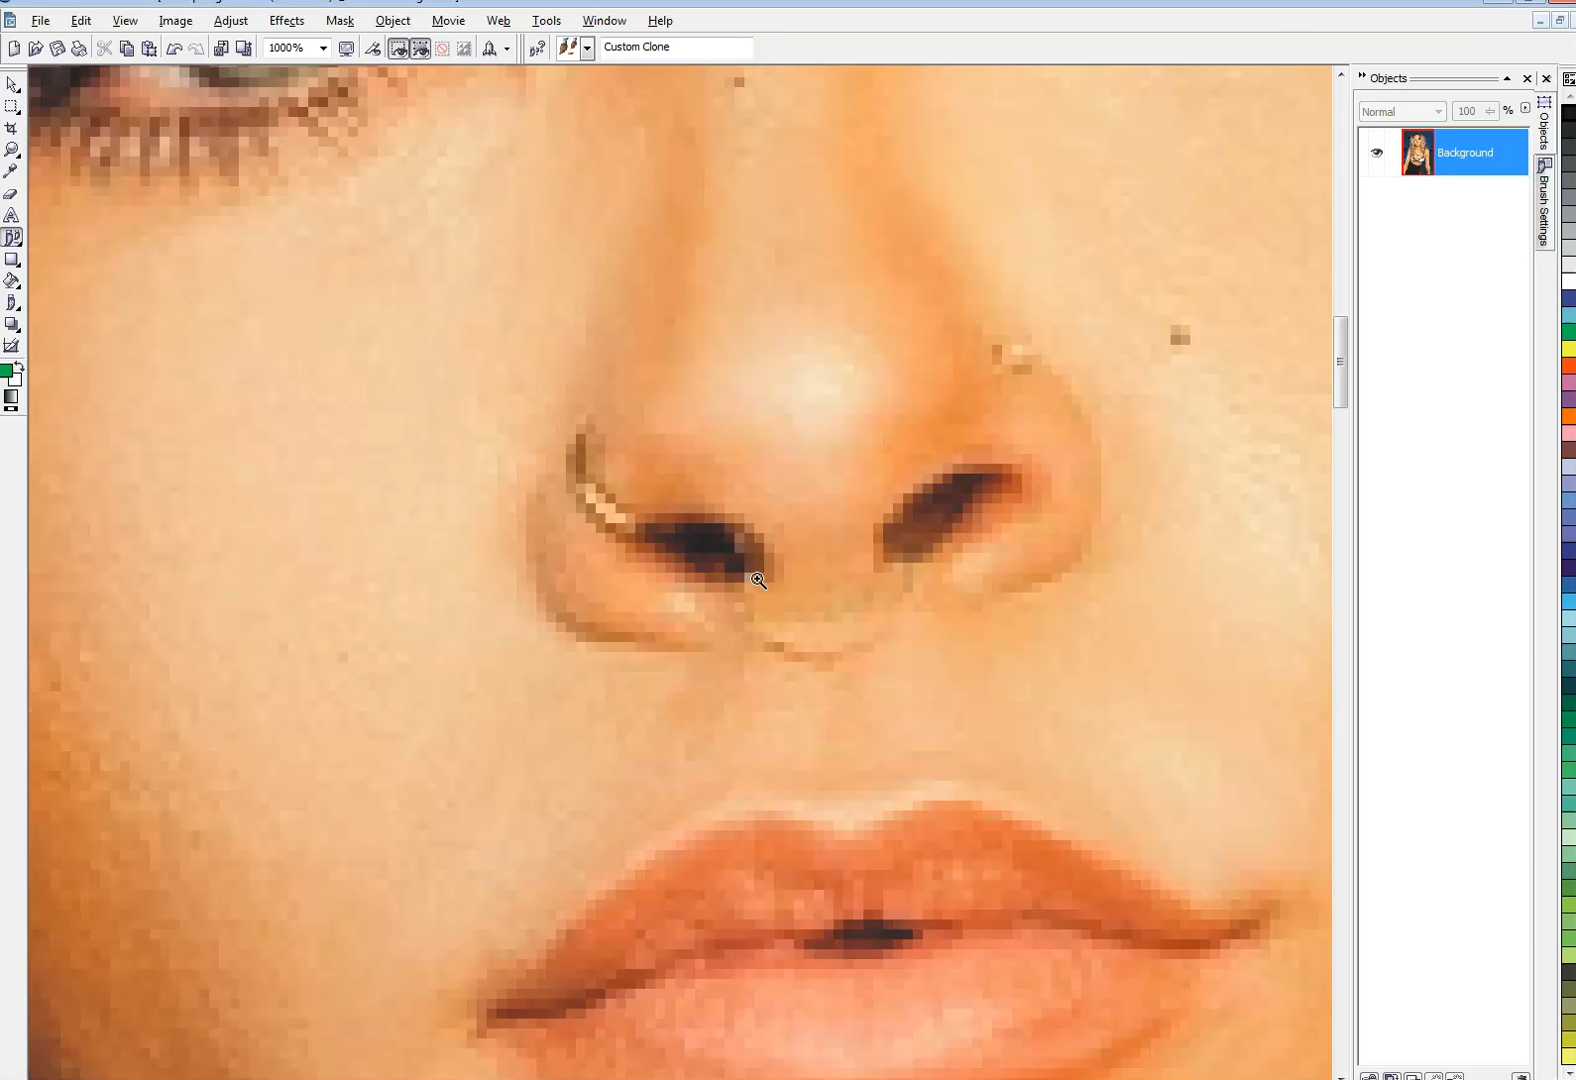 File Edit View Image Adjust Effects Mask Object Movie Web Tools Window Help
1000% Custom Clone
Objects
Normal 100 %
Background
Objects
Brush Settings